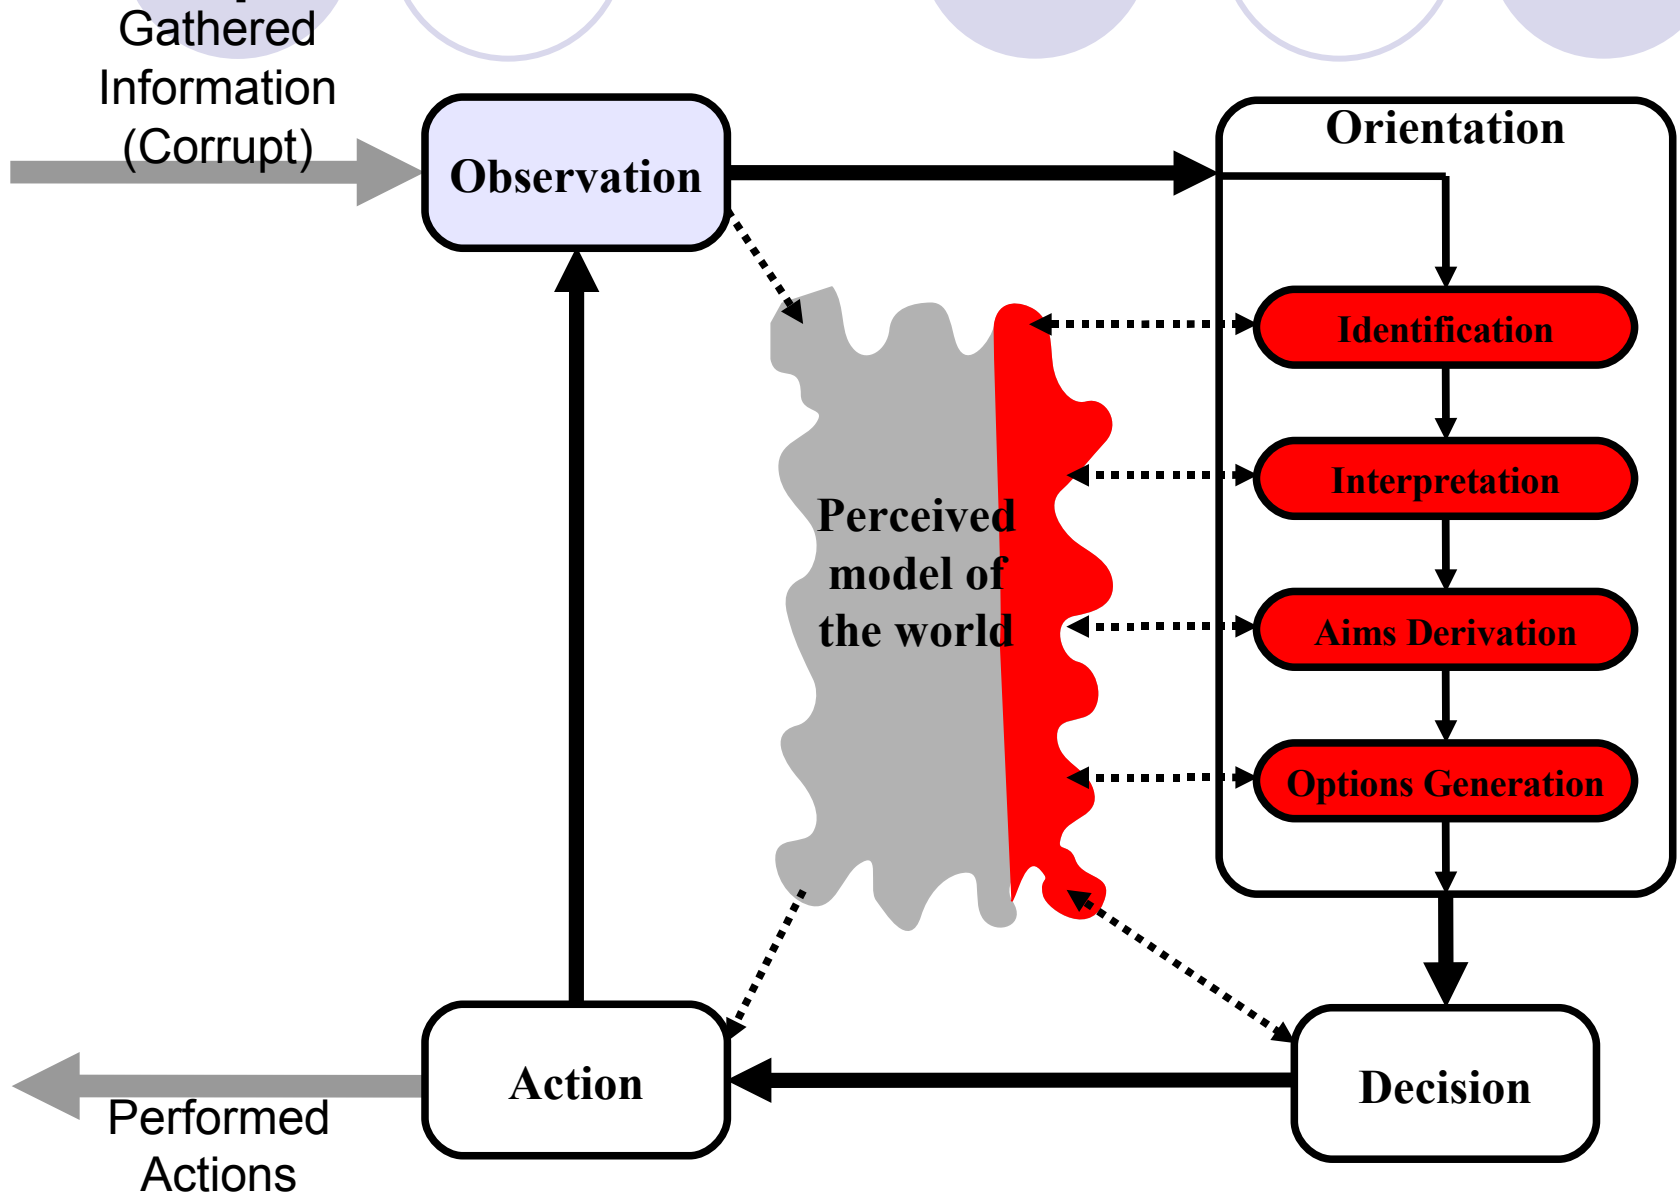 Gathered
Information
(Corrupt)
Observation
Orientation
Identification
Interpretation
Aims Derivation
Options Generation
Perceived
model of
the world
Action
Decision
Performed
Actions